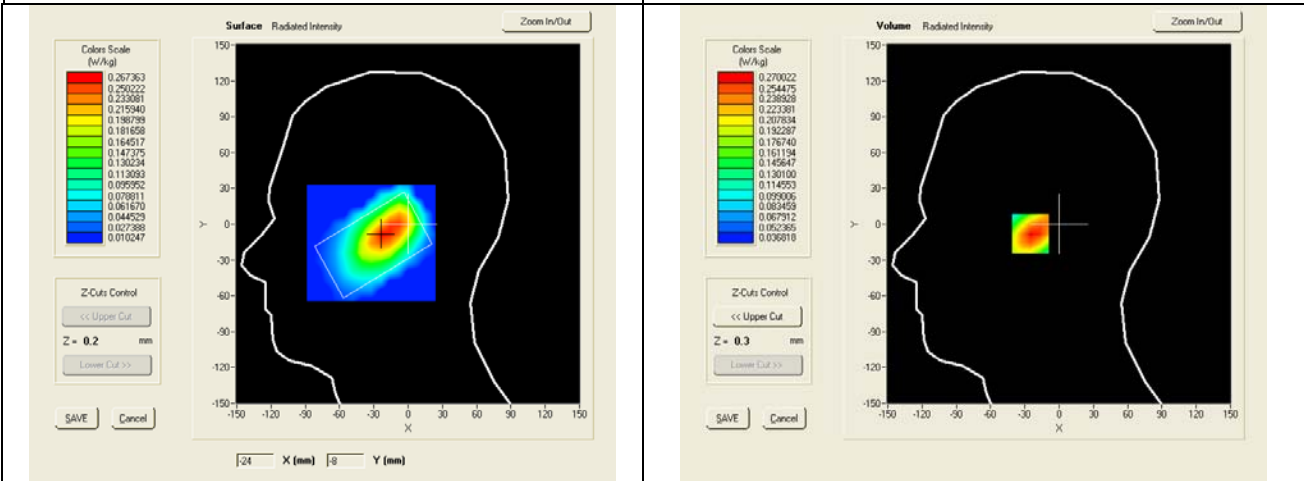 Surface Radiated Intensity
Zoom In/Out
Colors Scale
(W/kg)
0.267363
0.250222
0.233081
0.215940
0.198799
0.181658
0.164517
0.147375
0.130234
0.113093
0.095952
0.078811
0.061670
0.044529
0.027388
0.010247
Z-Cuts Control
<< Upper Cut
Z = 0.2 mm
Lower Cut >>
SAVE
Cancel
150
120
90
60
30
0
-30
-60
-90
-120
-150
Y
-150 -120 -90 -60 -30 0 30 60 90 120 150
X
-24 X (mm) -8 Y (mm)
Volume Radiated Intensity
Zoom In/Out
Colors Scale
(W/kg)
0.270022
0.254475
0.238928
0.223381
0.207834
0.192287
0.176740
0.161194
0.145647
0.130100
0.114553
0.099006
0.083459
0.067912
0.052365
0.036818
Z-Cuts Control
<< Upper Cut
Z = 0.3 mm
Lower Cut >>
SAVE
Cancel
150
120
90
60
30
0
-30
-60
-90
-120
-150
Y
-150 -120 -90 -60 -30 0 30 60 90 120 150
X